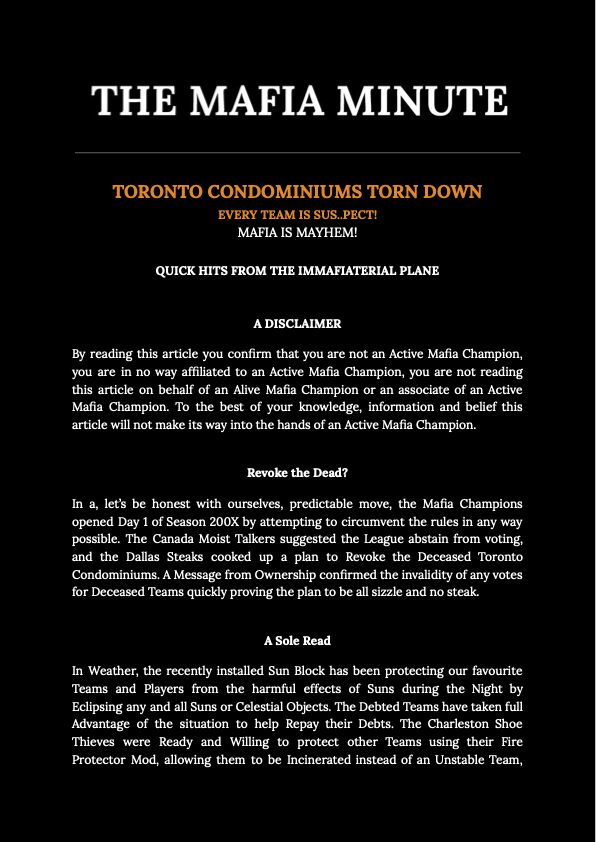 THE MAFIA MINUTE
TORONTO CONDOMINIUMS TORN DOWN
EVERY TEAM IS SUS..PECT!
MAFIA IS MAYHEM!
QUICK HITS FROM THE IMMAFIATERIAL PLANE
A DISCLAIMER
By reading this article you confirm that you are not an Active Mafia Champion,
you are in no way affiliated to an Active Mafia Champion, you are not reading
this article on behalf of an Alive Mafia Champion or an associate of an Active
Mafia Champion. To the best of your knowledge, information and belief this
article will not make its way into the hands of an Active Mafia Champion.
Revoke the Dead?
In a, let’s be honest with ourselves, predictable move, the Mafia Champions
opened Day 1 of Season 200X by attempting to circumvent the rules in any way
possible. The Canada Moist Talkers suggested the League abstain from voting,
and the Dallas Steaks cooked up a plan to Revoke the Deceased Toronto
Condominiums. A Message from Ownership confirmed the invalidity of any votes
for Deceased Teams quickly proving the plan to be all sizzle and no steak.
A Sole Read
In Weather, the recently installed Sun Block has been protecting our favourite
Teams and Players from the harmful effects of Suns during the Night by
Eclipsing any and all Suns or Celestial Objects. The Debted Teams have taken full
Advantage of the situation to help Repay their Debts. The Charleston Shoe
Thieves were Ready and Willing to protect other Teams using their Fire
Protector Mod, allowing them to be Incinerated instead of an Unstable Team,